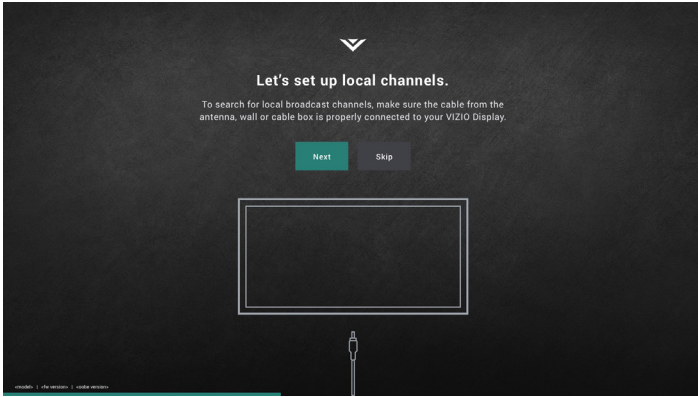 Let's set up local channels.
To search for local broadcast channels, make sure the cable from the
antenna, wall or cable box is properly connected to your VIZIO Display.
Next
Skip
<model> | <fw version> | <oobe version>